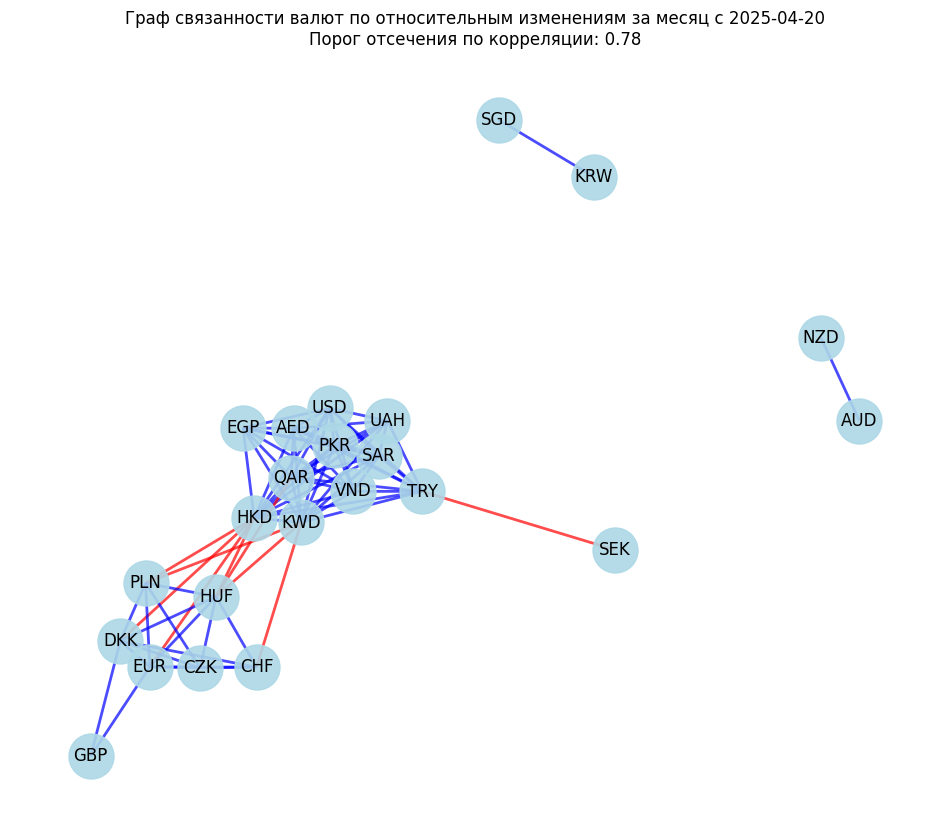 Граф связанности валют по относительным изменениям за месяц с 2025-04-20
Порог отсечения по корреляции: 0.78
SGD
KRW
NZD
AUD
USD
UAH
EGP
AED
PKR
SAR
QAR
VND
TRY
HKD
KWD
SEK
PLN
HUF
DKK
EUR
CZK
CHF
GBP